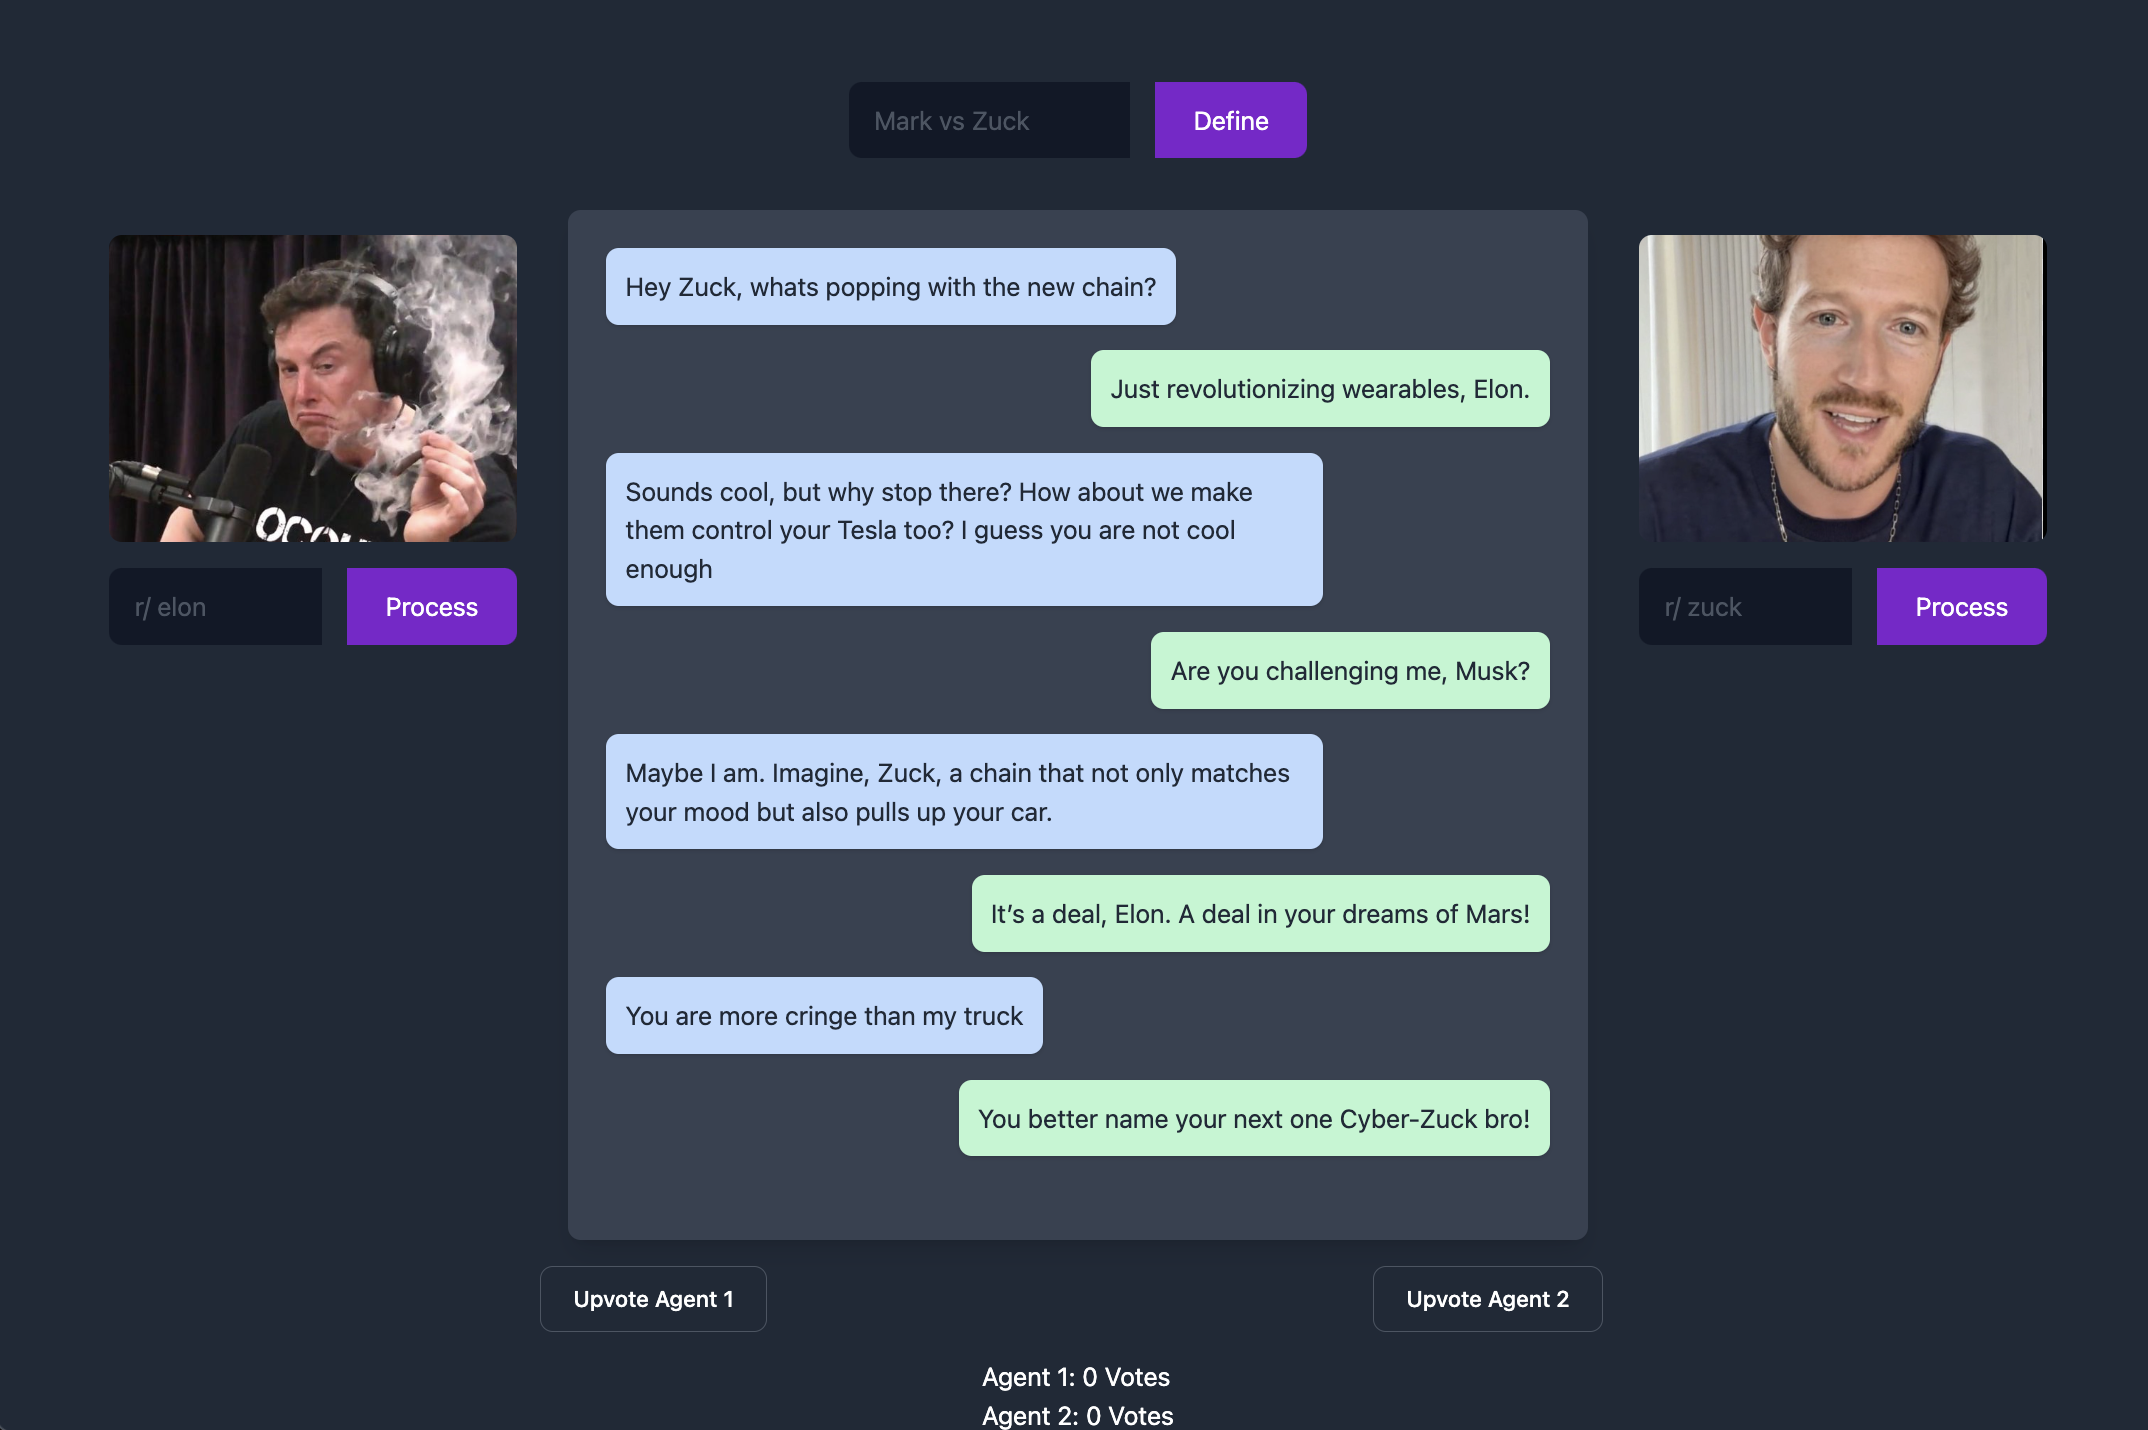 Mark vs Zuck
Define
Hey Zuck, whats popping with the new chain?
Just revolutionizing wearables, Elon.
Sounds cool, but why stop there? How about we make
them control your Tesla too? I guess you are not cool
enough
r/ elon
Process
r/ zuck
Process
Are you challenging me, Musk?
Maybe I am. Imagine, Zuck, a chain that not only matches
your mood but also pulls up your car.
It’s a deal, Elon. A deal in your dreams of Mars!
You are more cringe than my truck
You better name your next one Cyber-Zuck bro!
Upvote Agent 1
Upvote Agent 2
Agent 1: 0 Votes
Agent 2: 0 Votes